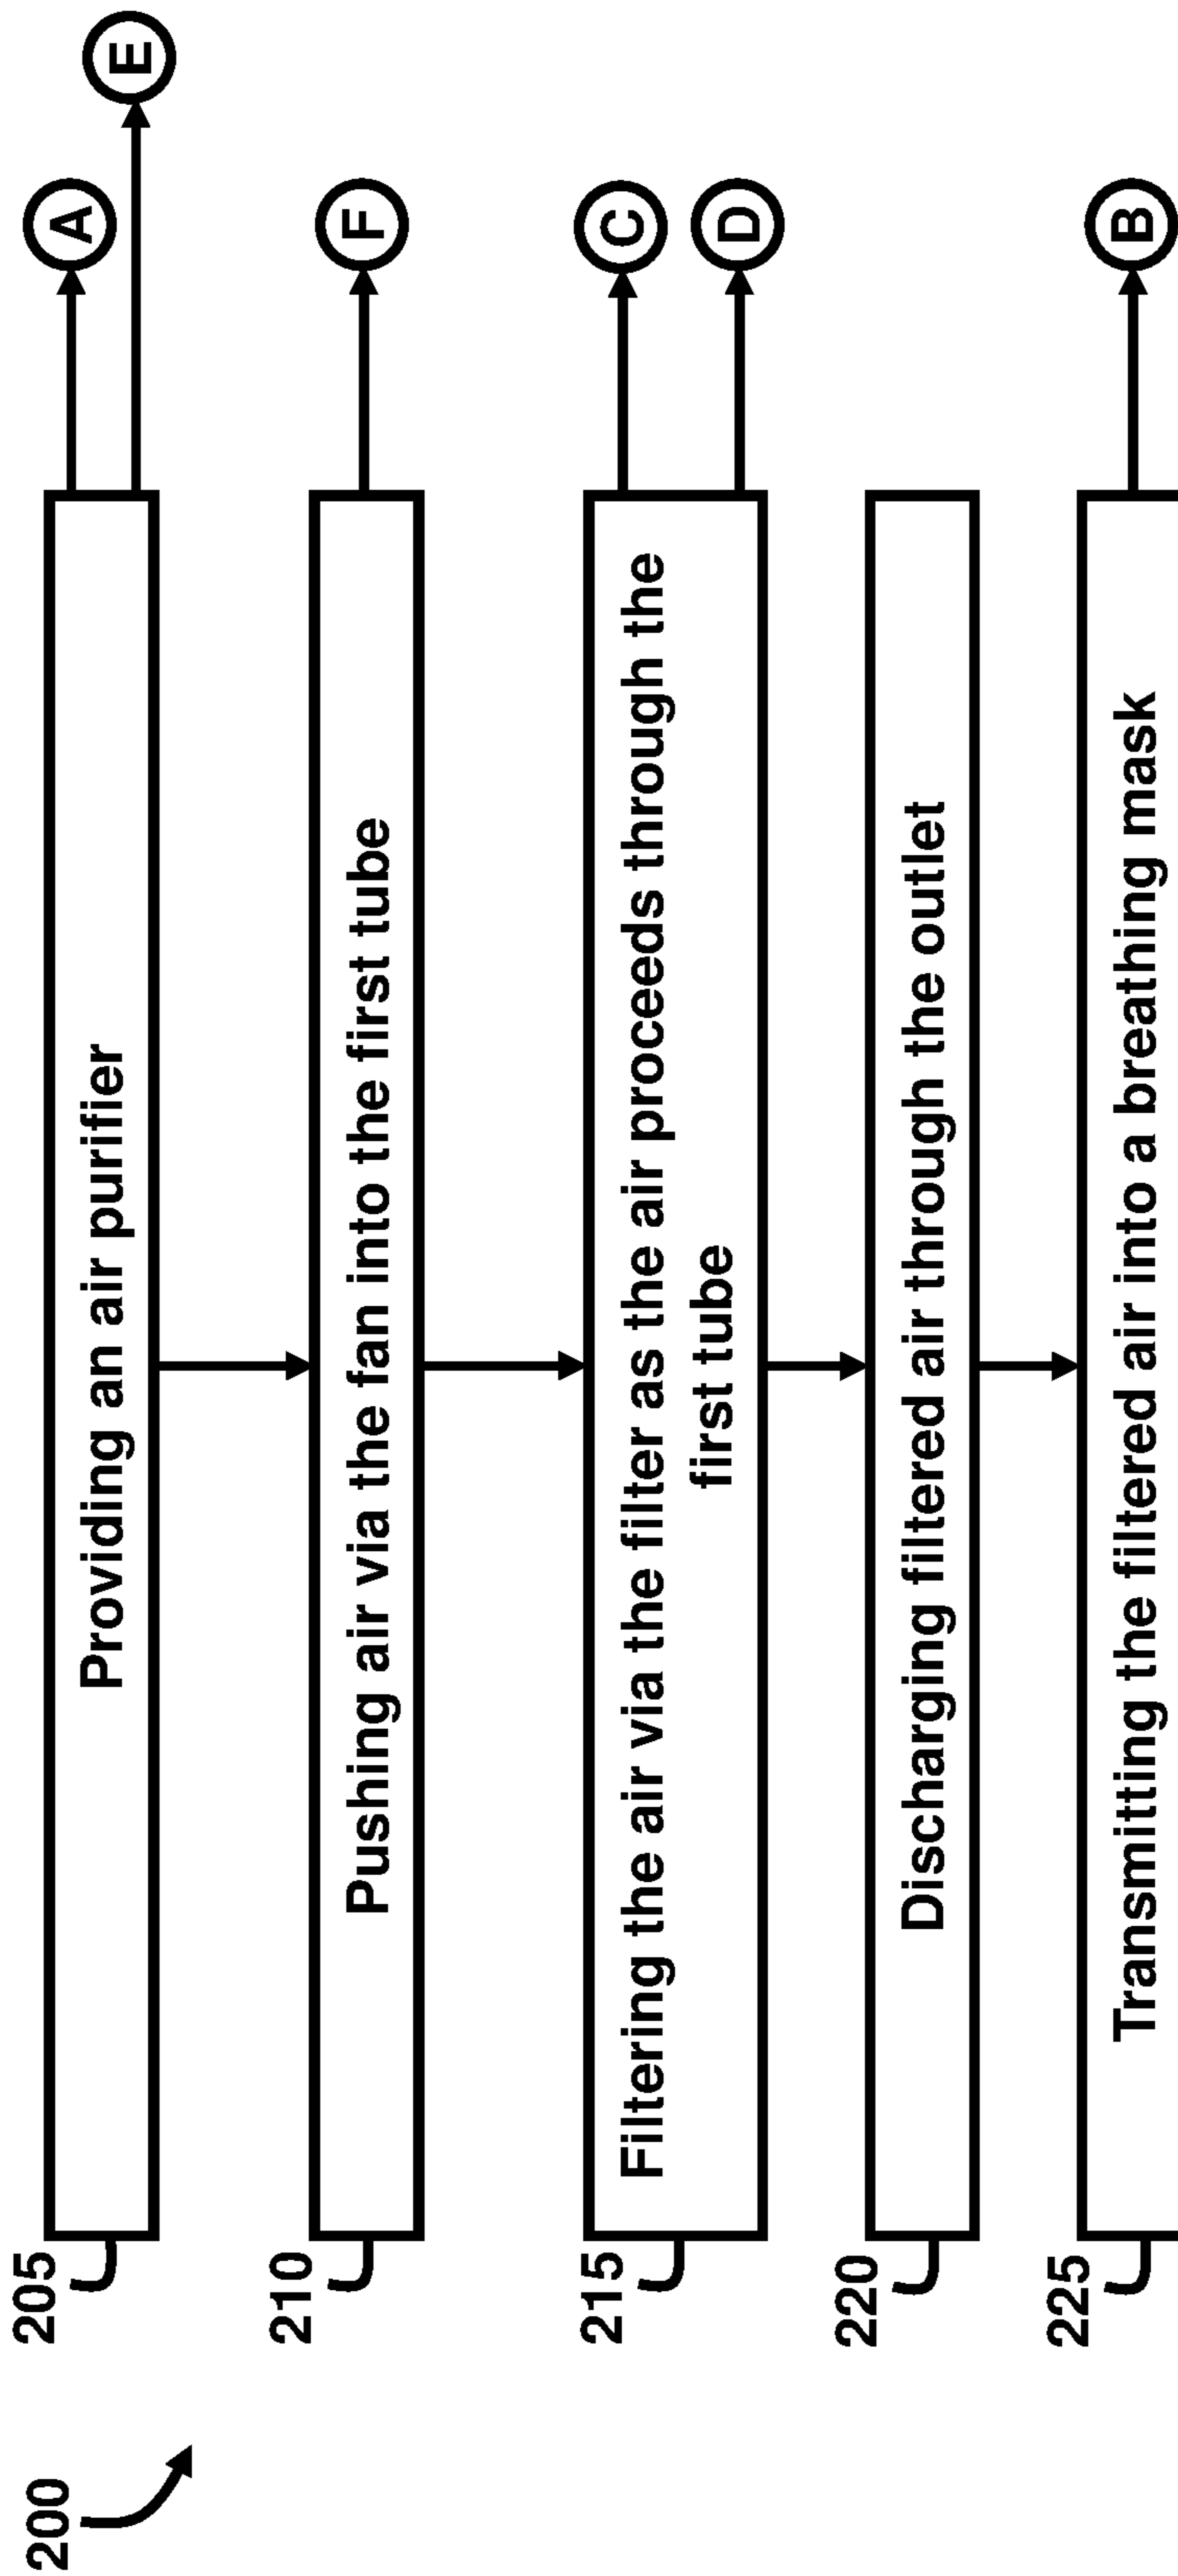 200
205
Providing an air purifier
A
E
210
Pushing air via the fan into the first tube
F
215
Filtering the air via the filter as the air proceeds through the
first tube
C
D
220
Discharging filtered air through the outlet
225
Transmitting the filtered air into a breathing mask
B